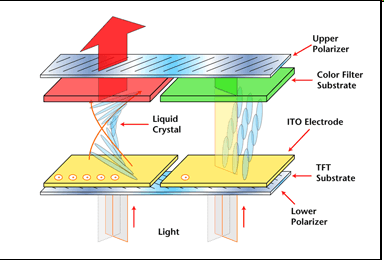 Upper
Polarizer
Color Filter
Substrate
Liquid
Crystal
ITO Electrode
TFT
Substrate
Lower
Polarizer
Light